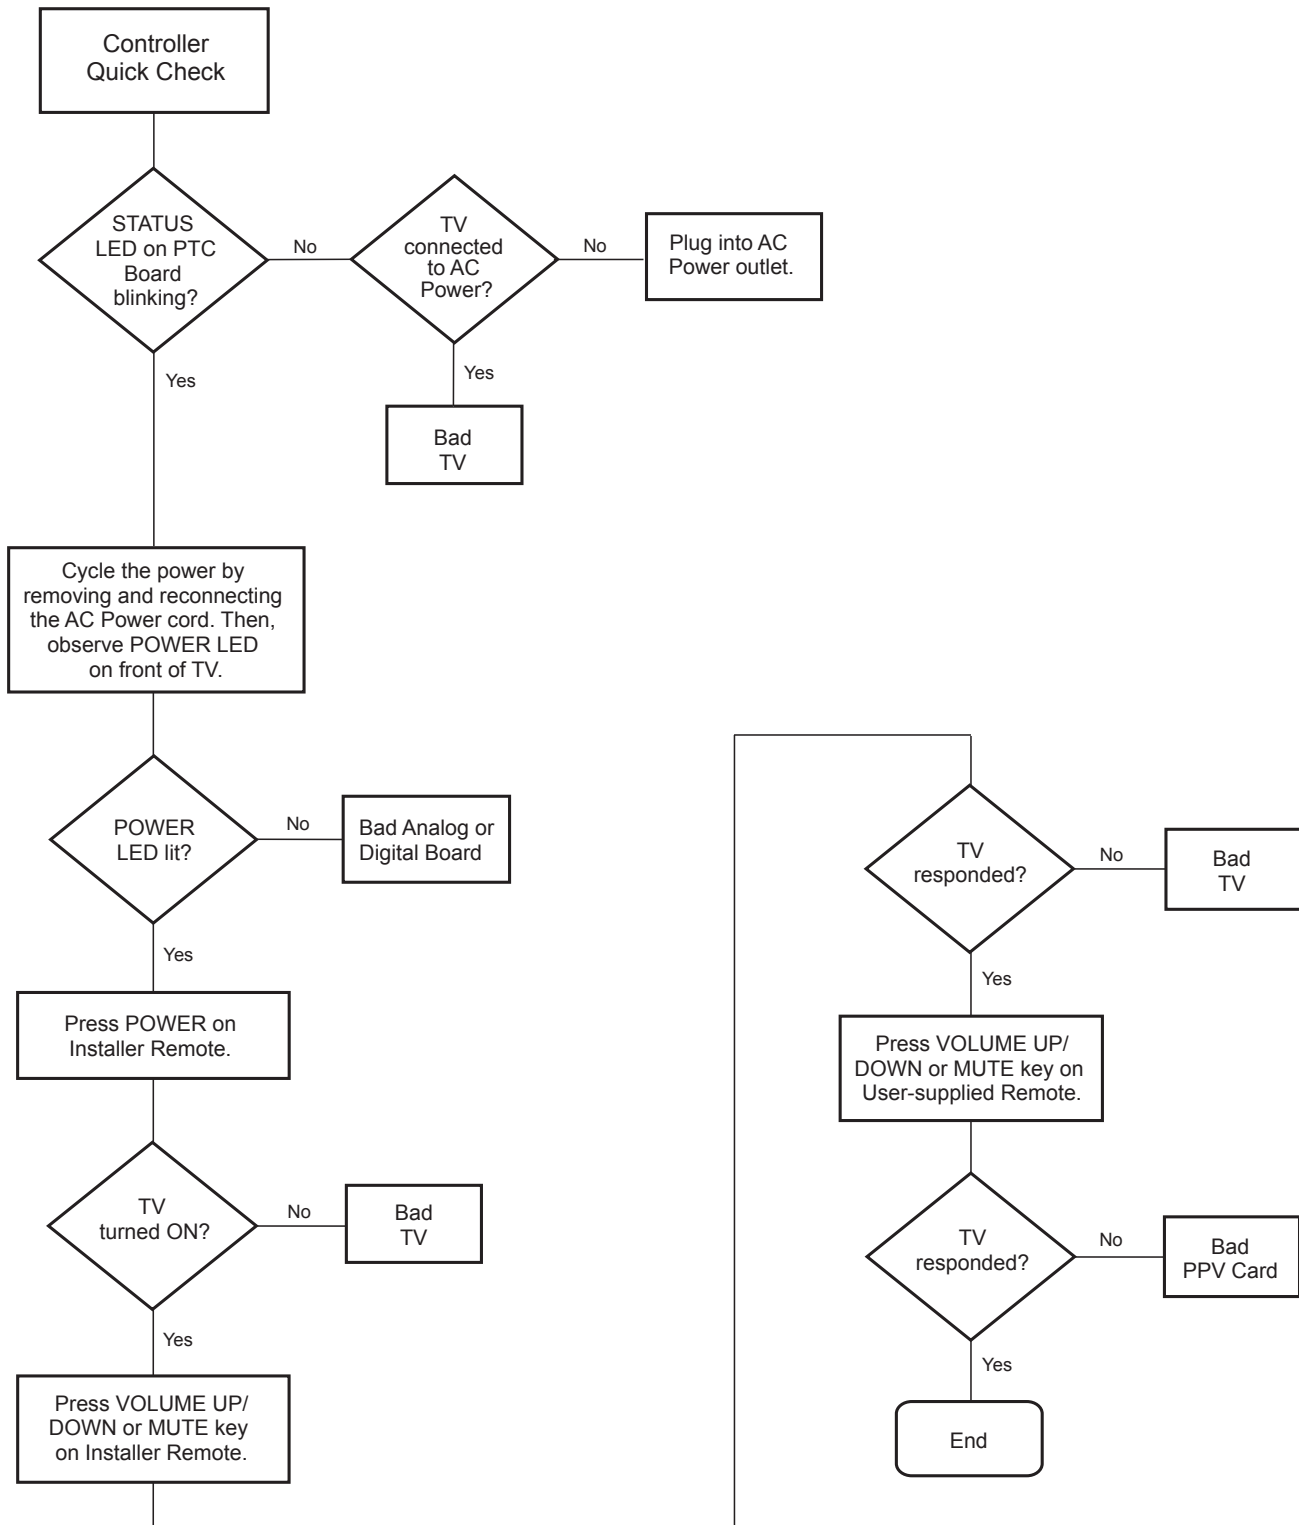 Controller
Quick Check
STATUS
LED on PTC
Board
blinking?
No
TV
connected
to AC
Power?
No
Plug into AC
Power outlet.
Yes
Yes
Bad
TV
Cycle the power by
removing and reconnecting
the AC Power cord. Then,
observe POWER LED
on front of TV.
POWER
LED lit?
No
Bad Analog or
Digital Board
Yes
Press POWER on
Installer Remote.
TV
turned ON?
No
Bad
TV
Yes
Press VOLUME UP/
DOWN or MUTE key
on Installer Remote.
TV
responded?
No
Bad
TV
Yes
Press VOLUME UP/
DOWN or MUTE key on
User-supplied Remote.
TV
responded?
No
Bad
PPV Card
Yes
End